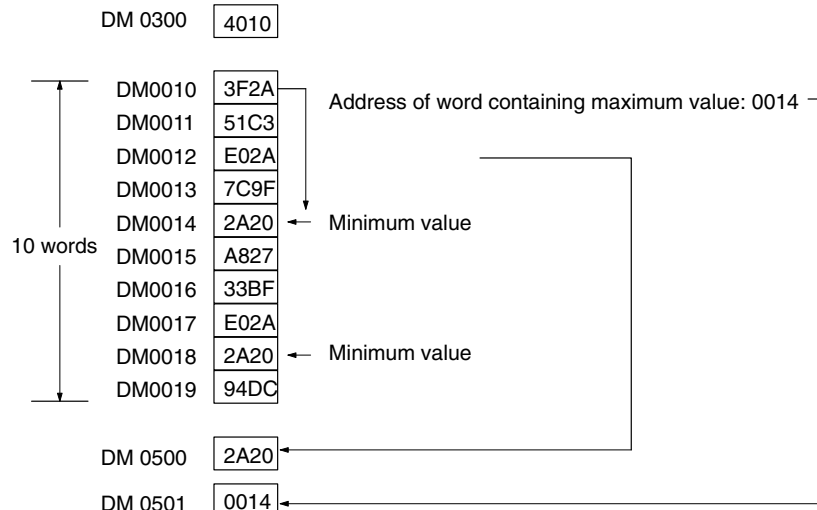 DM 0300 4010
DM0010 3F2A
Address of word containing maximum value: 0014
DM0011 51C3
DM0012 E02A
DM0013 7C9F
DM0014 2A20 Minimum value
10 words
DM0015 A827
DM0016 33BF
DM0017 E02A
DM0018 2A20 Minimum value
DM0019 94DC
DM 0500 2A20
DM 0501 0014